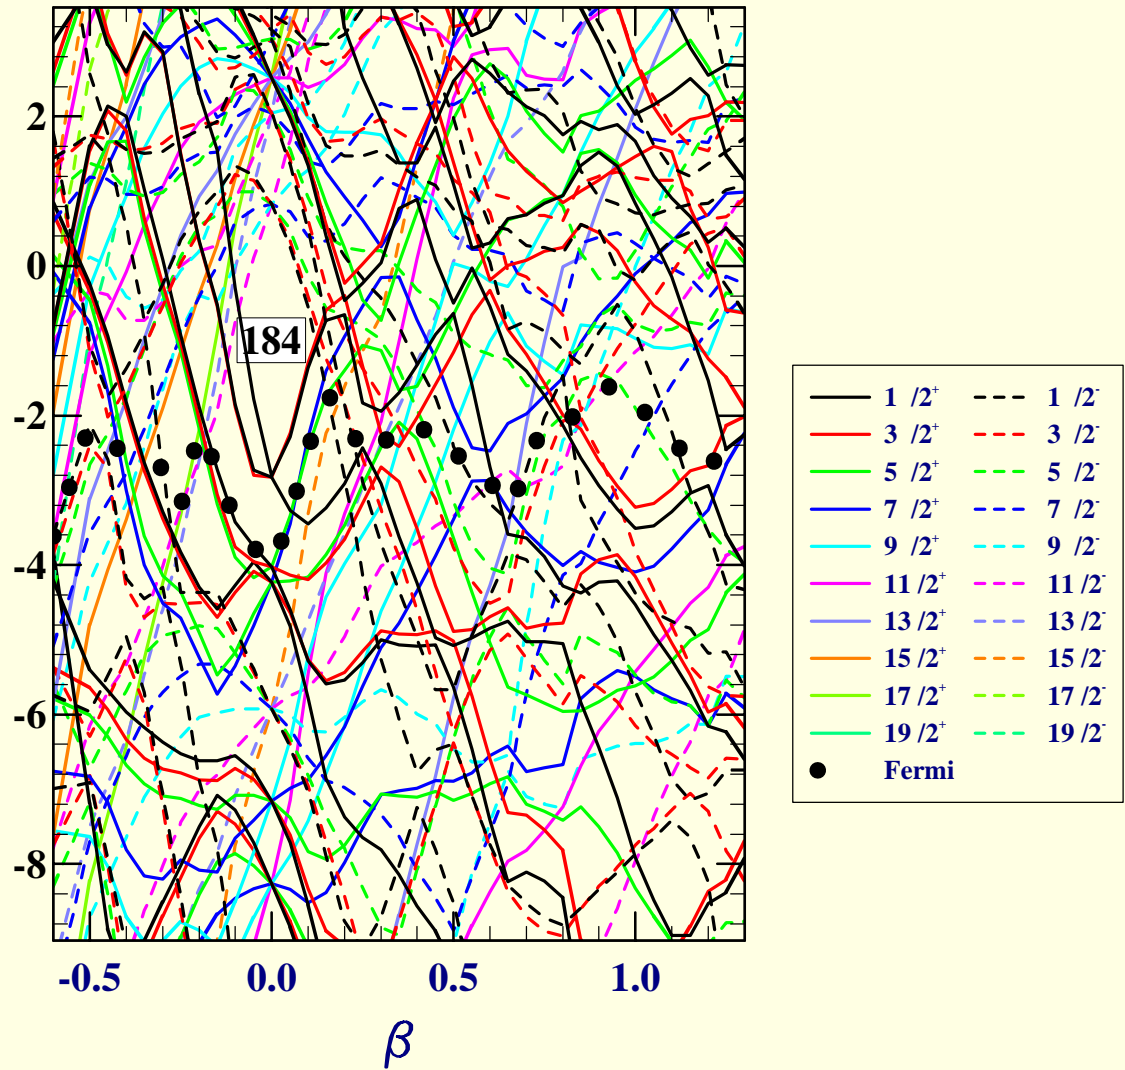 2
0
-2
-4
-6
-8
184
-0.5 0.0 0.5 1.0
β
1 /2+ 1 /2-
3 /2+ 3 /2-
5 /2+ 5 /2-
7 /2+ 7 /2-
9 /2+ 9 /2-
11 /2+ 11 /2-
13 /2+ 13 /2-
15 /2+ 15 /2-
17 /2+ 17 /2-
19 /2+ 19 /2-
Fermi